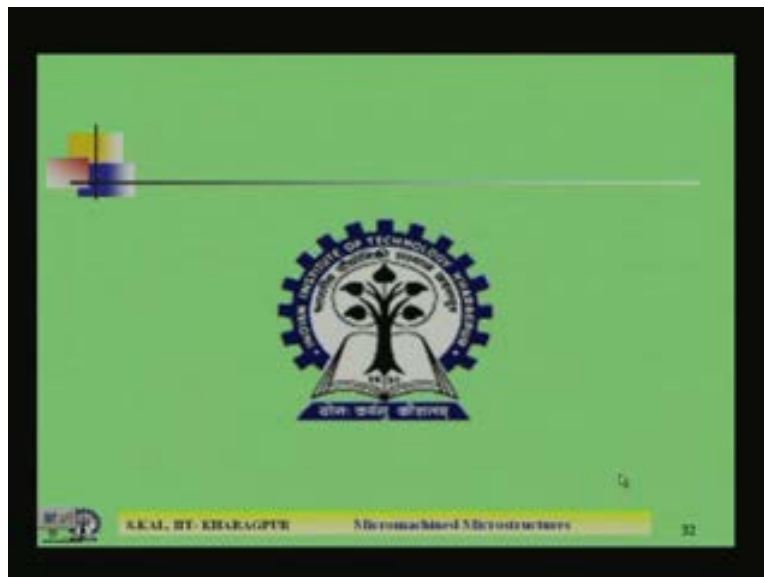 INDIAN INSTITUTE OF TECHNOLOGY KHARAGPUR
योगः कर्मसु कौशलम्
S.KAL, IIT- KHARAGPUR Micromachined Microstructures 32